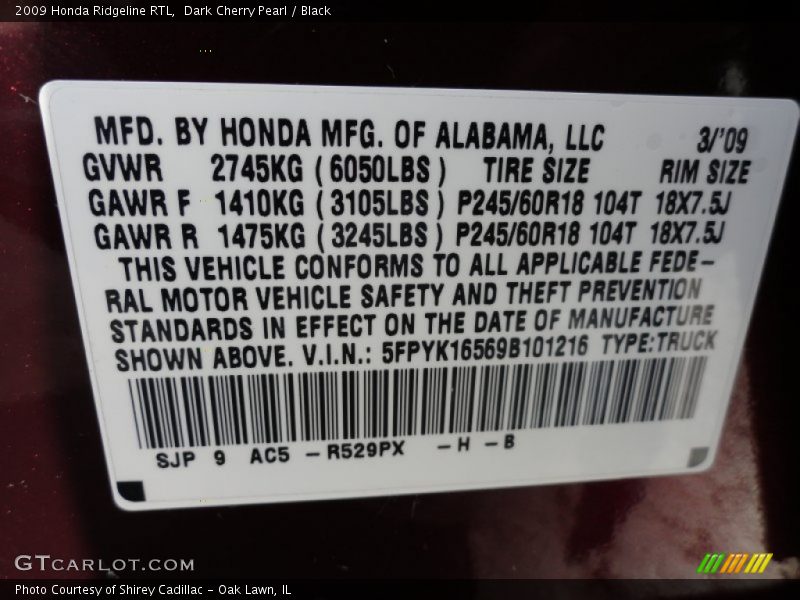 2009 Honda Ridgeline RTL, Dark Cherry Pearl / Black
MFD. BY HONDA MFG. OF ALABAMA, LLC 3/'09
GVWR 2745KG (6050LBS) TIRE SIZE RIM SIZE
GAWR F 1410KG (3105LBS) P245/60R18 104T 18X7.5J
GAWR R 1475KG (3245LBS) P245/60R18 104T 18X7.5J
THIS VEHICLE CONFORMS TO ALL APPLICABLE FEDE-
RAL MOTOR VEHICLE SAFETY AND THEFT PREVENTION
STANDARDS IN EFFECT ON THE DATE OF MANUFACTURE
SHOWN ABOVE. V.I.N.: 5FPYK16569B101216 TYPE:TRUCK
SJP 9 AC5 - R529PX - H - B
GTCARLOT.COM
Photo Courtesy of Shirey Cadillac - Oak Lawn, IL